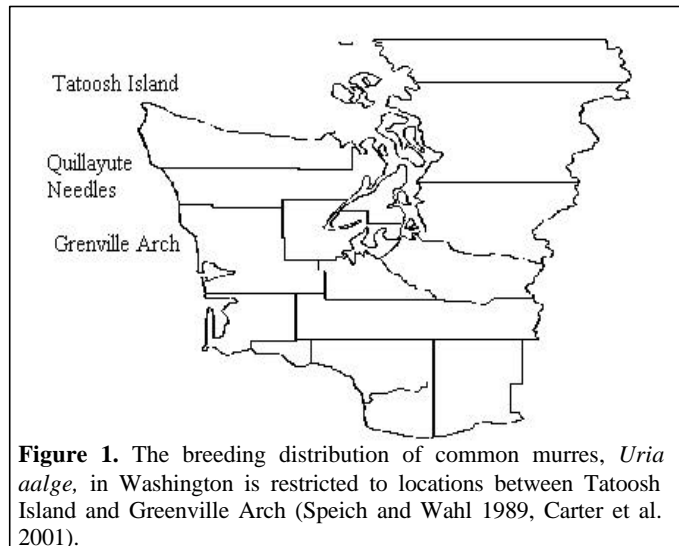 Tatoosh Island
Quillayute
Needles
Grenville Arch
Figure 1. The breeding distribution of common murres, Uria
aalge, in Washington is restricted to locations between Tatoosh
Island and Greenville Arch (Speich and Wahl 1989, Carter et al.
2001).